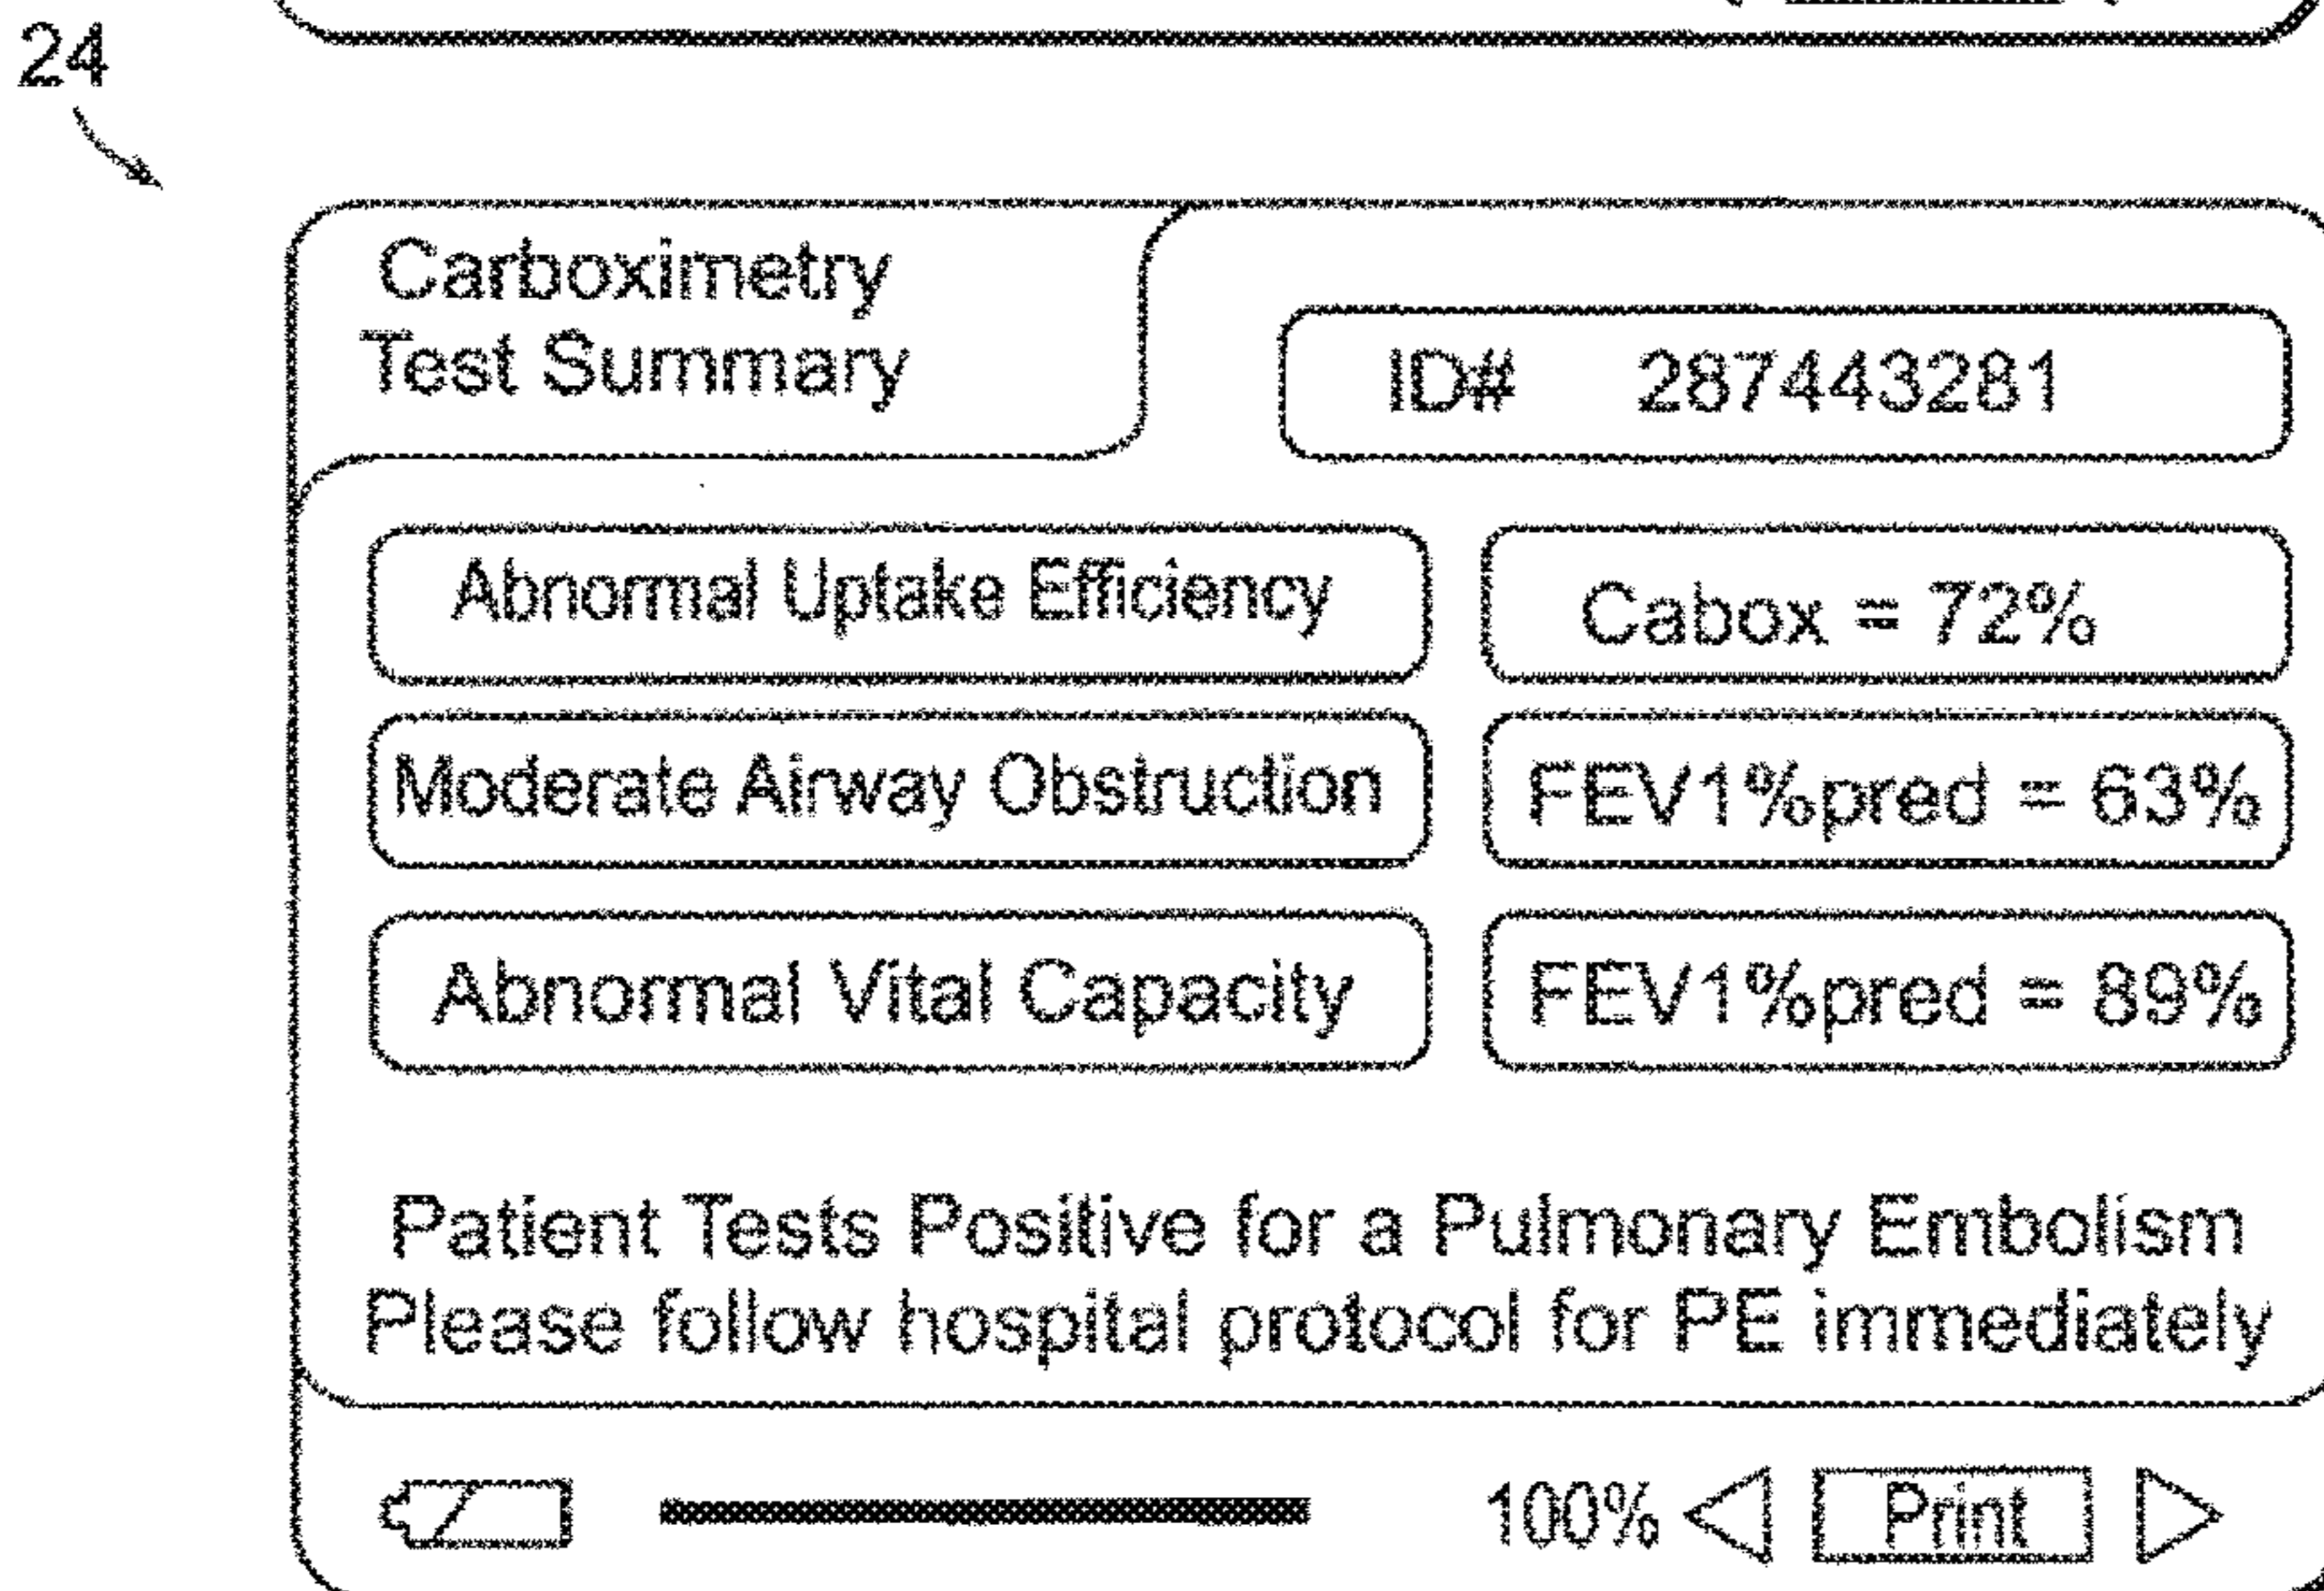 24
Carboximetry
Test Summary
ID# 287443281
Abnormal Uptake Efficiency
Cabox = 72%
Moderate Airway Obstruction
FEV1%pred = 63%
Abnormal Vital Capacity
FEV1%pred = 89%
Patient Tests Positive for a Pulmonary Embolism
Please follow hospital protocol for PE immediately
100% Print